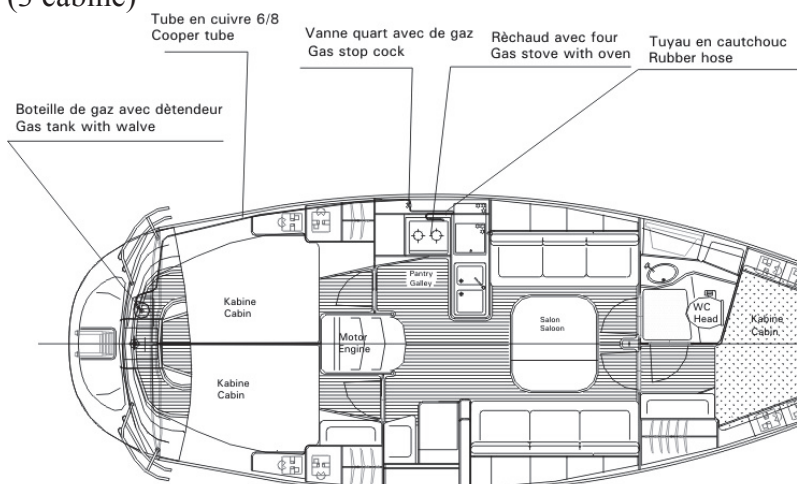 (3 cabine)
Tube en cuivre 6/8
Cooper tube
Vanne quart avec de gaz
Gas stop cock
Rèchaud avec four
Gas stove with oven
Tuyau en cautchouc
Rubber hose
Boteille de gaz avec dètendeur
Gas tank with walve
Kabine
Cabin
Pantry
Galley
Motor
Engine
Salon
Saloon
WC
Head
Kabine
Cabin
Kabine
Cabin